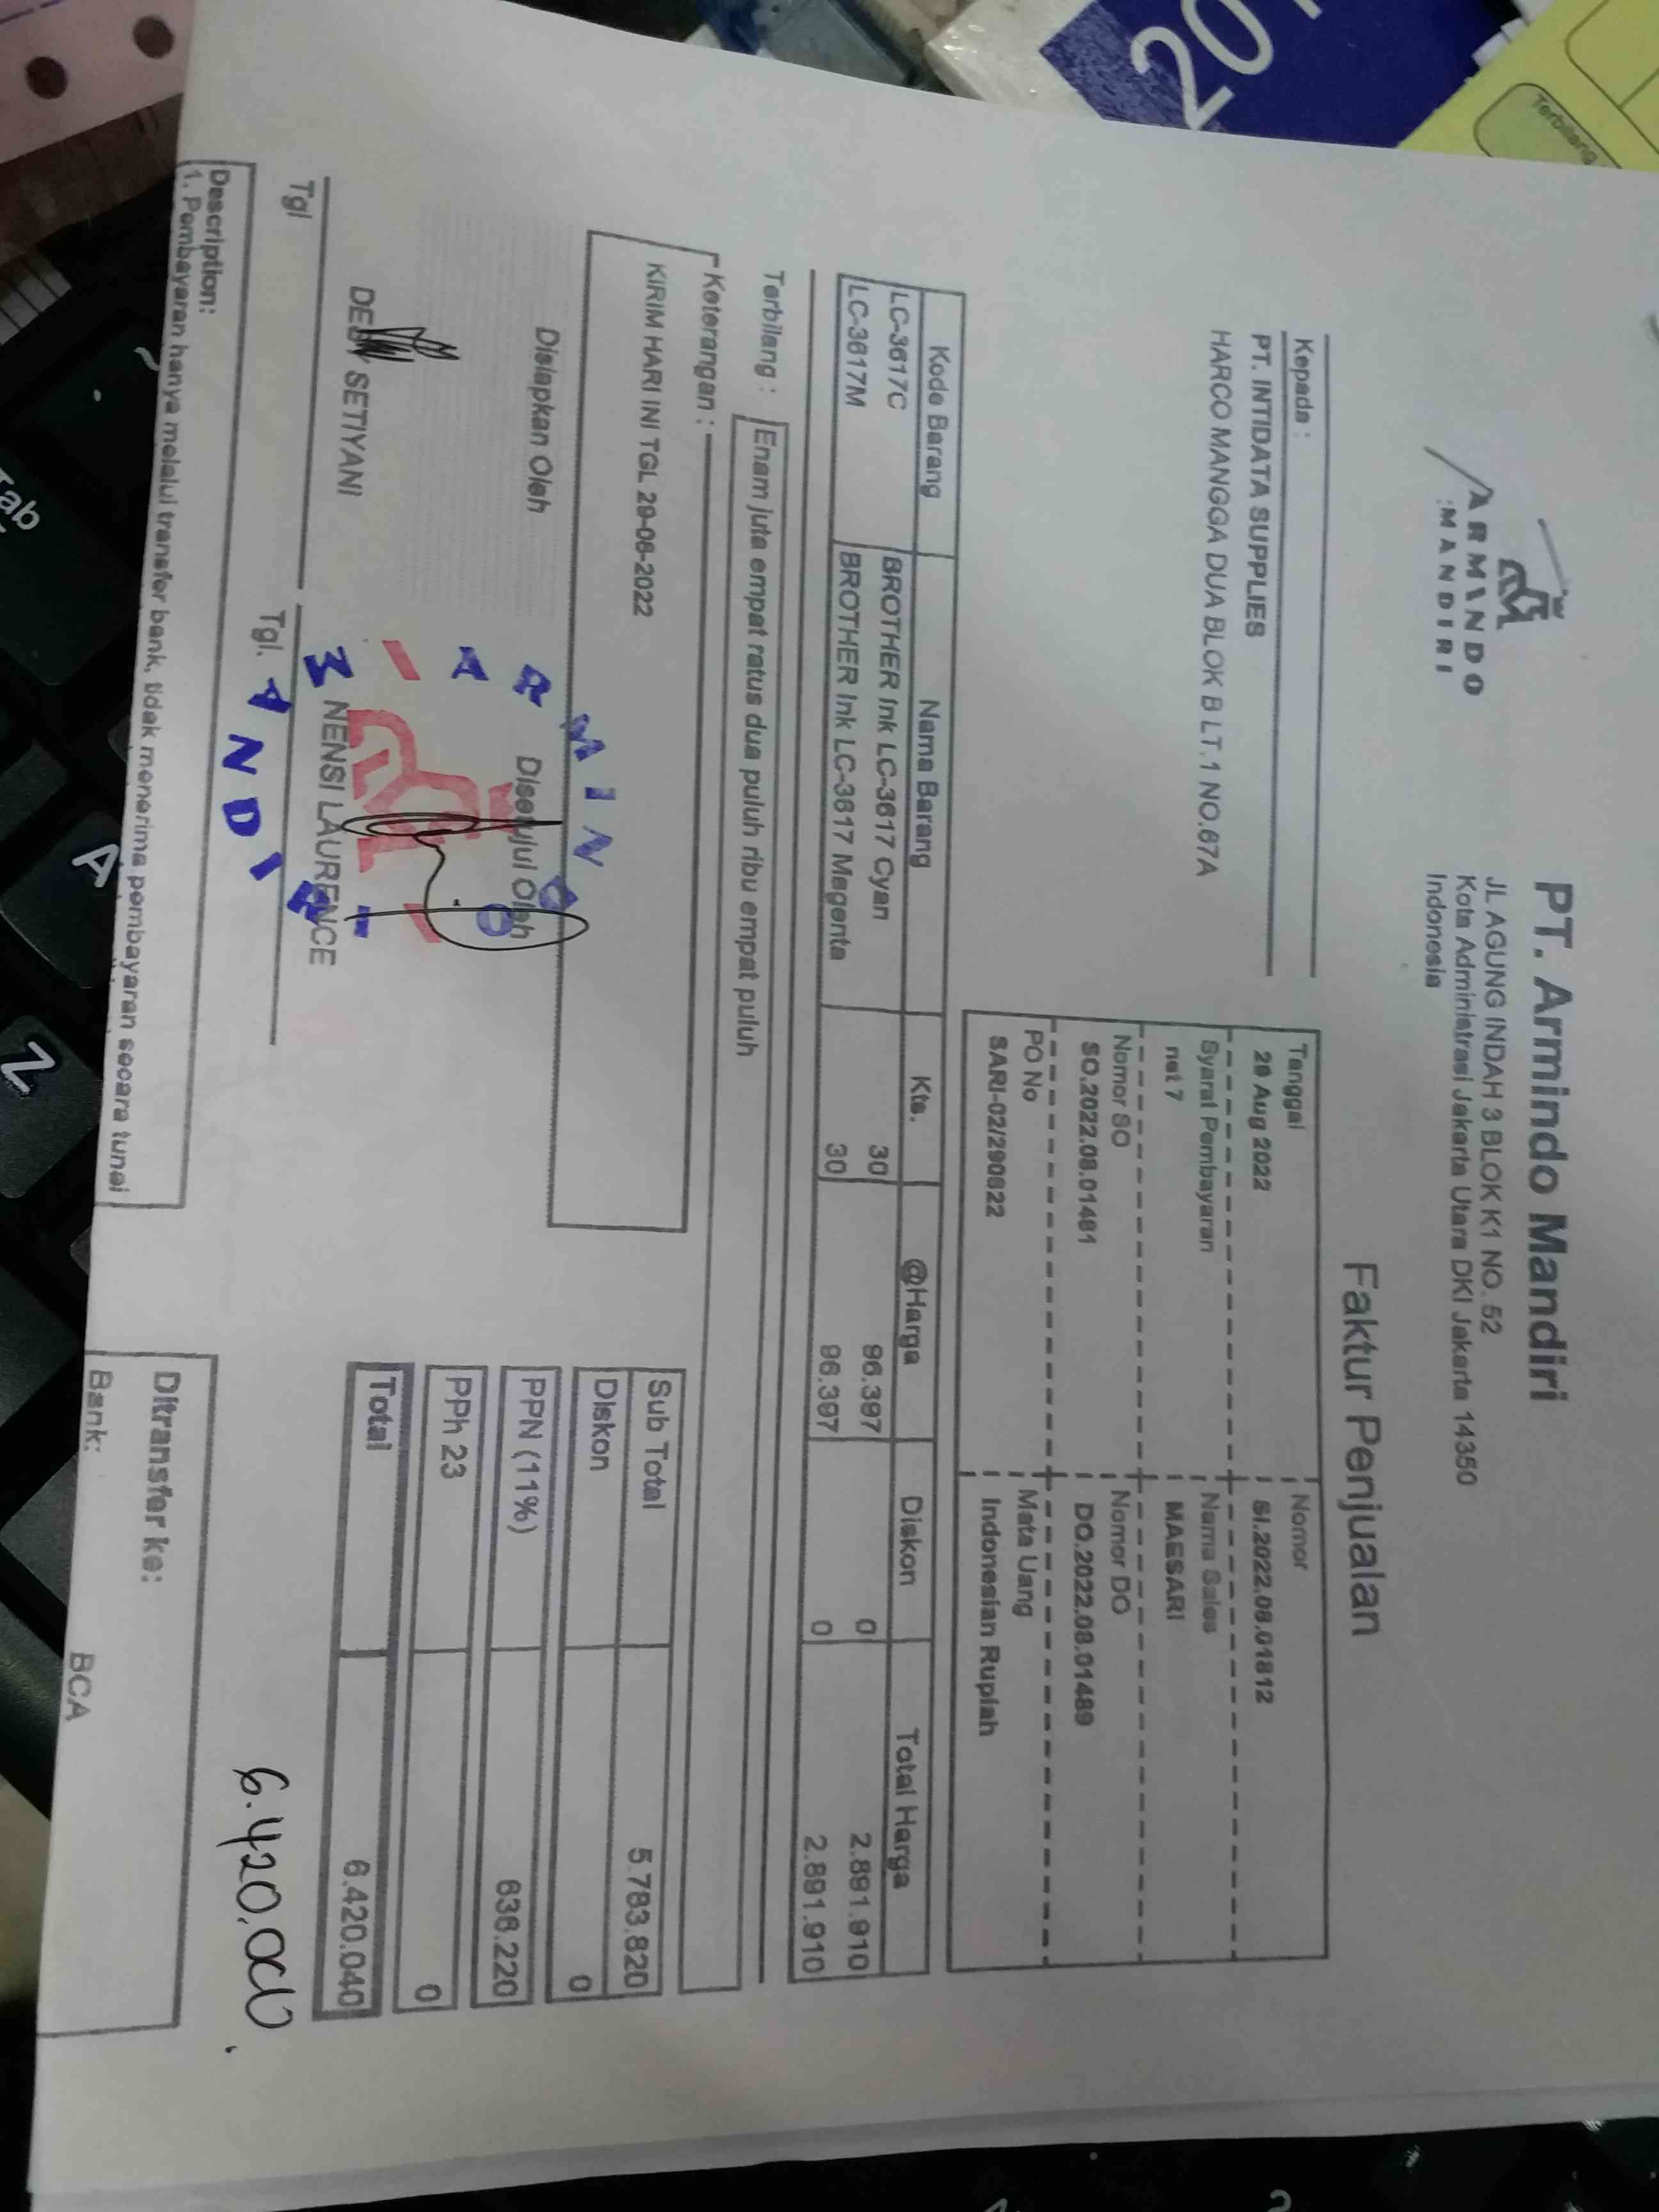 ARMINDO
MANDIRI
PT. Armindo Mandiri
JL AGUNG INDAH 3 BLOK K1 NO. 52
Kota Administrasi Jakarta Utara DKI Jakarta 14350
Indonesia
Faktur Penjualan
Kepada :
PT. INTIDATA SUPPLIES
HARCO MANGGA DUA BLOK B LT. 1 NO.67A
Tanggal
29 Aug 2022
Nomor
SI.2022.08.01812
Syarat Pembayaran
net 7
Nama Sales
MAESARI
Nomor SO
SO.2022.08.01481
Nomor DO
DO.2022.08.01489
PO No
SARI-02/290822
Mata Uang
Indonesian Rupiah
Kode Barang Nama Barang Kts. @Harga Diskon Total Harga
LC-3617C BROTHER Ink LC-3617 Cyan 30 96.397 0 2.891.910
LC-3617M BROTHER Ink LC-3617 Magenta 30 96.397 0 2.891.910
Terbilang : Enam juta empat ratus dua puluh ribu empat puluh
Keterangan :
KIRIM HARI INI TGL 29-08-2022
Sub Total 5.783.820
Diskon 0
PPN (11%) 636.220
PPh 23 0
Total 6.420.040
6.420.000
Disiapkan Oleh
Disetujui Oleh
ARMINDO
MANDIRI
SETIYANI
NENSI LAURENCE
Tgl
Tgl.
Description:
1. Pembayaran hanya melalui transfer bank, tidak menerima pembayaran secara tunai
Ditransfer ke:
Bank: BCA
Terbilang
201
Tab
A
Z